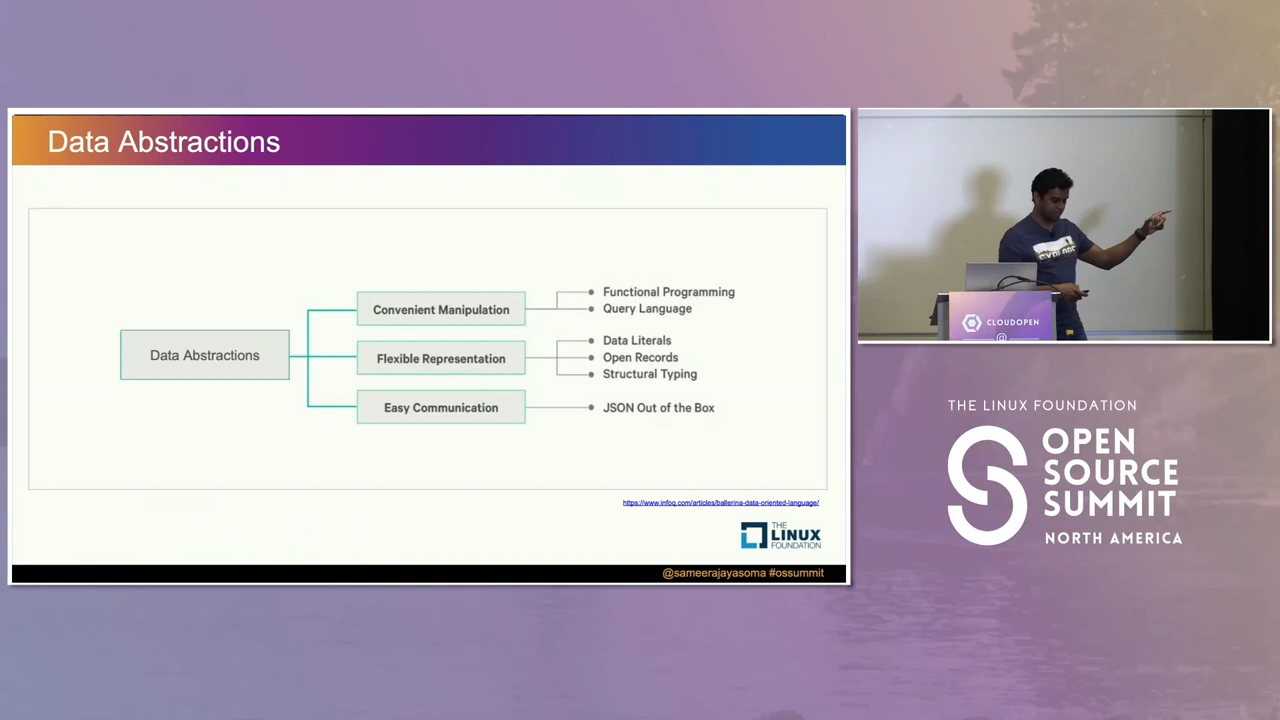 Data Abstractions
Data Abstractions
Convenient Manipulation
Functional Programming
Query Language
Flexible Representation
Data Literals
Open Records
Structural Typing
Easy Communication
JSON Out of the Box
https://www.infoq.com/articles/ballerina-data-oriented-language/
THE
LINUX
FOUNDATION
@sameerajayasoma #ossummit
EXPLORE
CLOUDOPEN
@
THE LINUX FOUNDATION
OPEN
SOURCE
SUMMIT
NORTH AMERICA